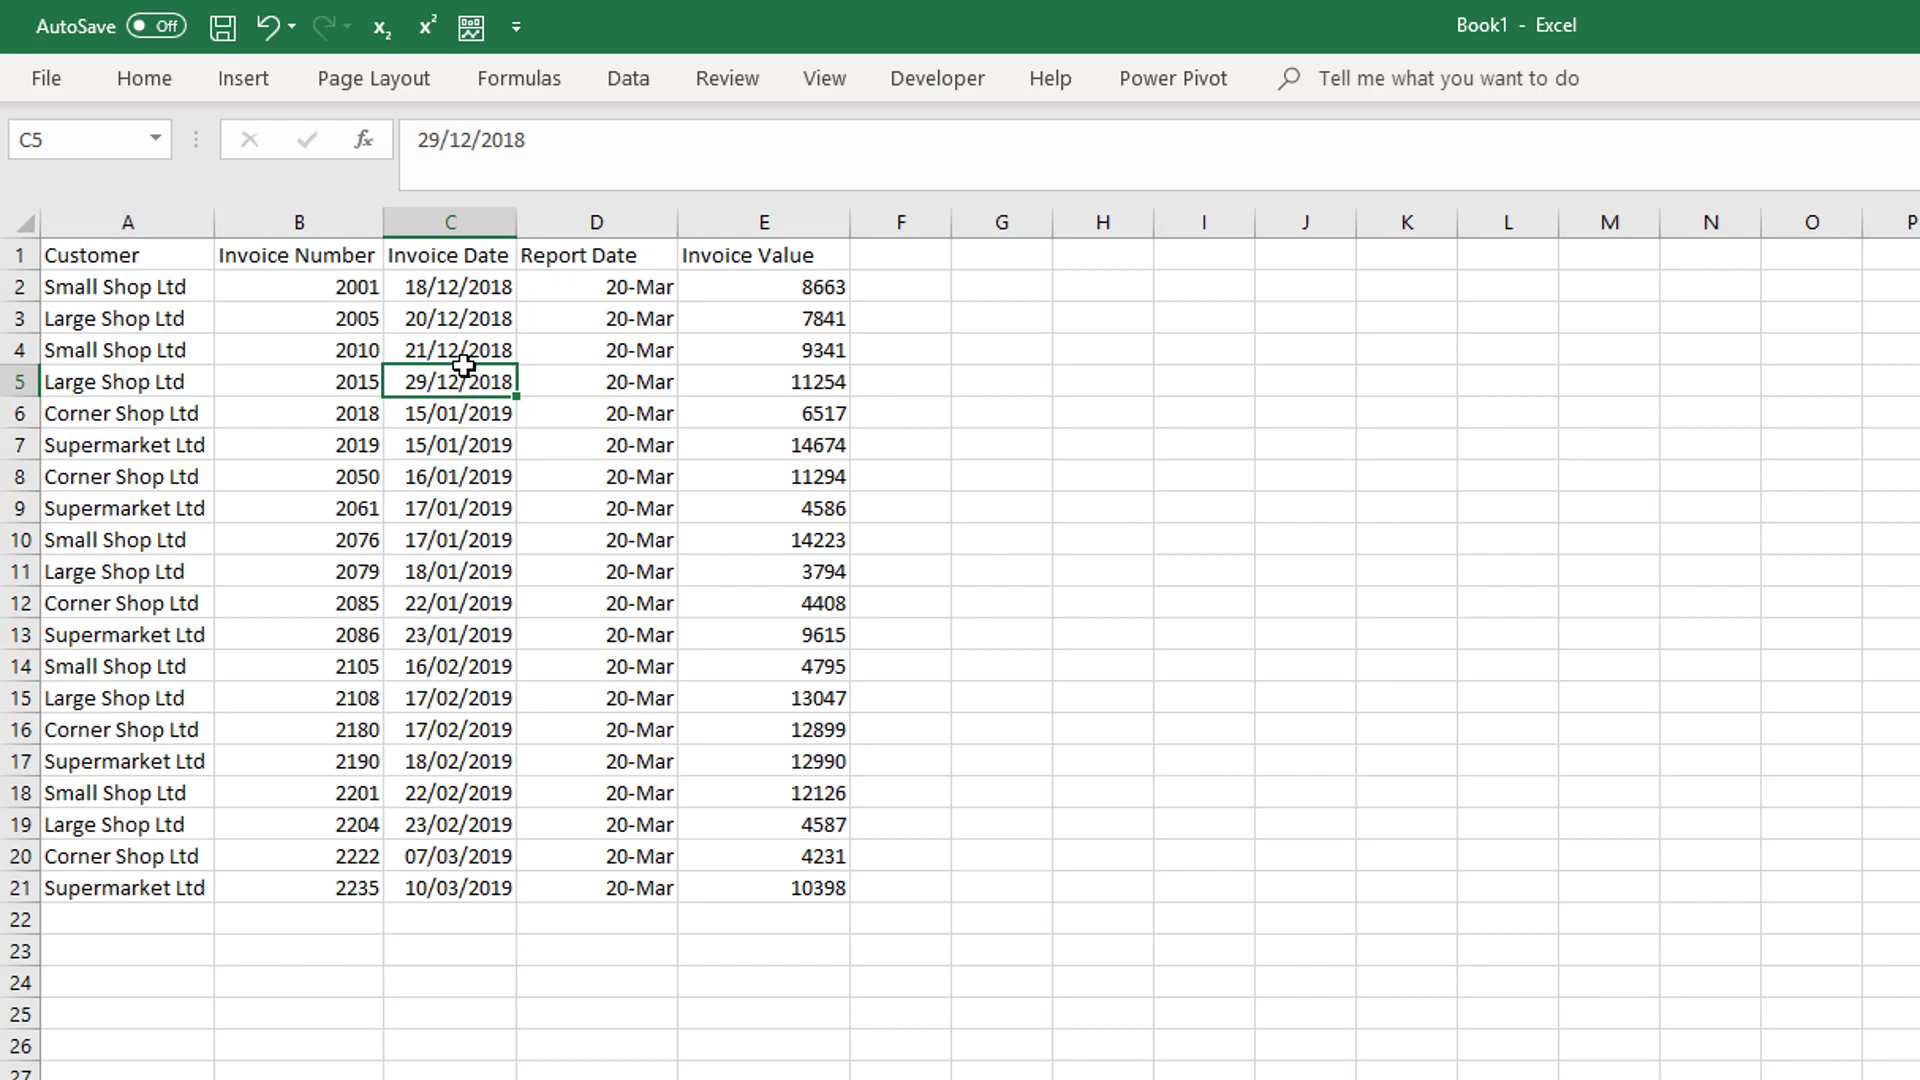 AutoSave Off x₂ x² Book1 - Excel
File Home Insert Page Layout Formulas Data Review View Developer Help Power Pivot Tell me what you want to do
C5 fx 29/12/2018
A B C D E F G H I J K L M N O P
1 Customer Invoice Number Invoice Date Report Date Invoice Value
2 Small Shop Ltd 2001 18/12/2018 20-Mar 8663
3 Large Shop Ltd 2005 20/12/2018 20-Mar 7841
4 Small Shop Ltd 2010 21/12/2018 20-Mar 9341
5 Large Shop Ltd 2015 29/12/2018 20-Mar 11254
6 Corner Shop Ltd 2018 15/01/2019 20-Mar 6517
7 Supermarket Ltd 2019 15/01/2019 20-Mar 14674
8 Corner Shop Ltd 2050 16/01/2019 20-Mar 11294
9 Supermarket Ltd 2061 17/01/2019 20-Mar 4586
10 Small Shop Ltd 2076 17/01/2019 20-Mar 14223
11 Large Shop Ltd 2079 18/01/2019 20-Mar 3794
12 Corner Shop Ltd 2085 22/01/2019 20-Mar 4408
13 Supermarket Ltd 2086 23/01/2019 20-Mar 9615
14 Small Shop Ltd 2105 16/02/2019 20-Mar 4795
15 Large Shop Ltd 2108 17/02/2019 20-Mar 13047
16 Corner Shop Ltd 2180 17/02/2019 20-Mar 12899
17 Supermarket Ltd 2190 18/02/2019 20-Mar 12990
18 Small Shop Ltd 2201 22/02/2019 20-Mar 12126
19 Large Shop Ltd 2204 23/02/2019 20-Mar 4587
20 Corner Shop Ltd 2222 07/03/2019 20-Mar 4231
21 Supermarket Ltd 2235 10/03/2019 20-Mar 10398
22
23
24
25
26
27